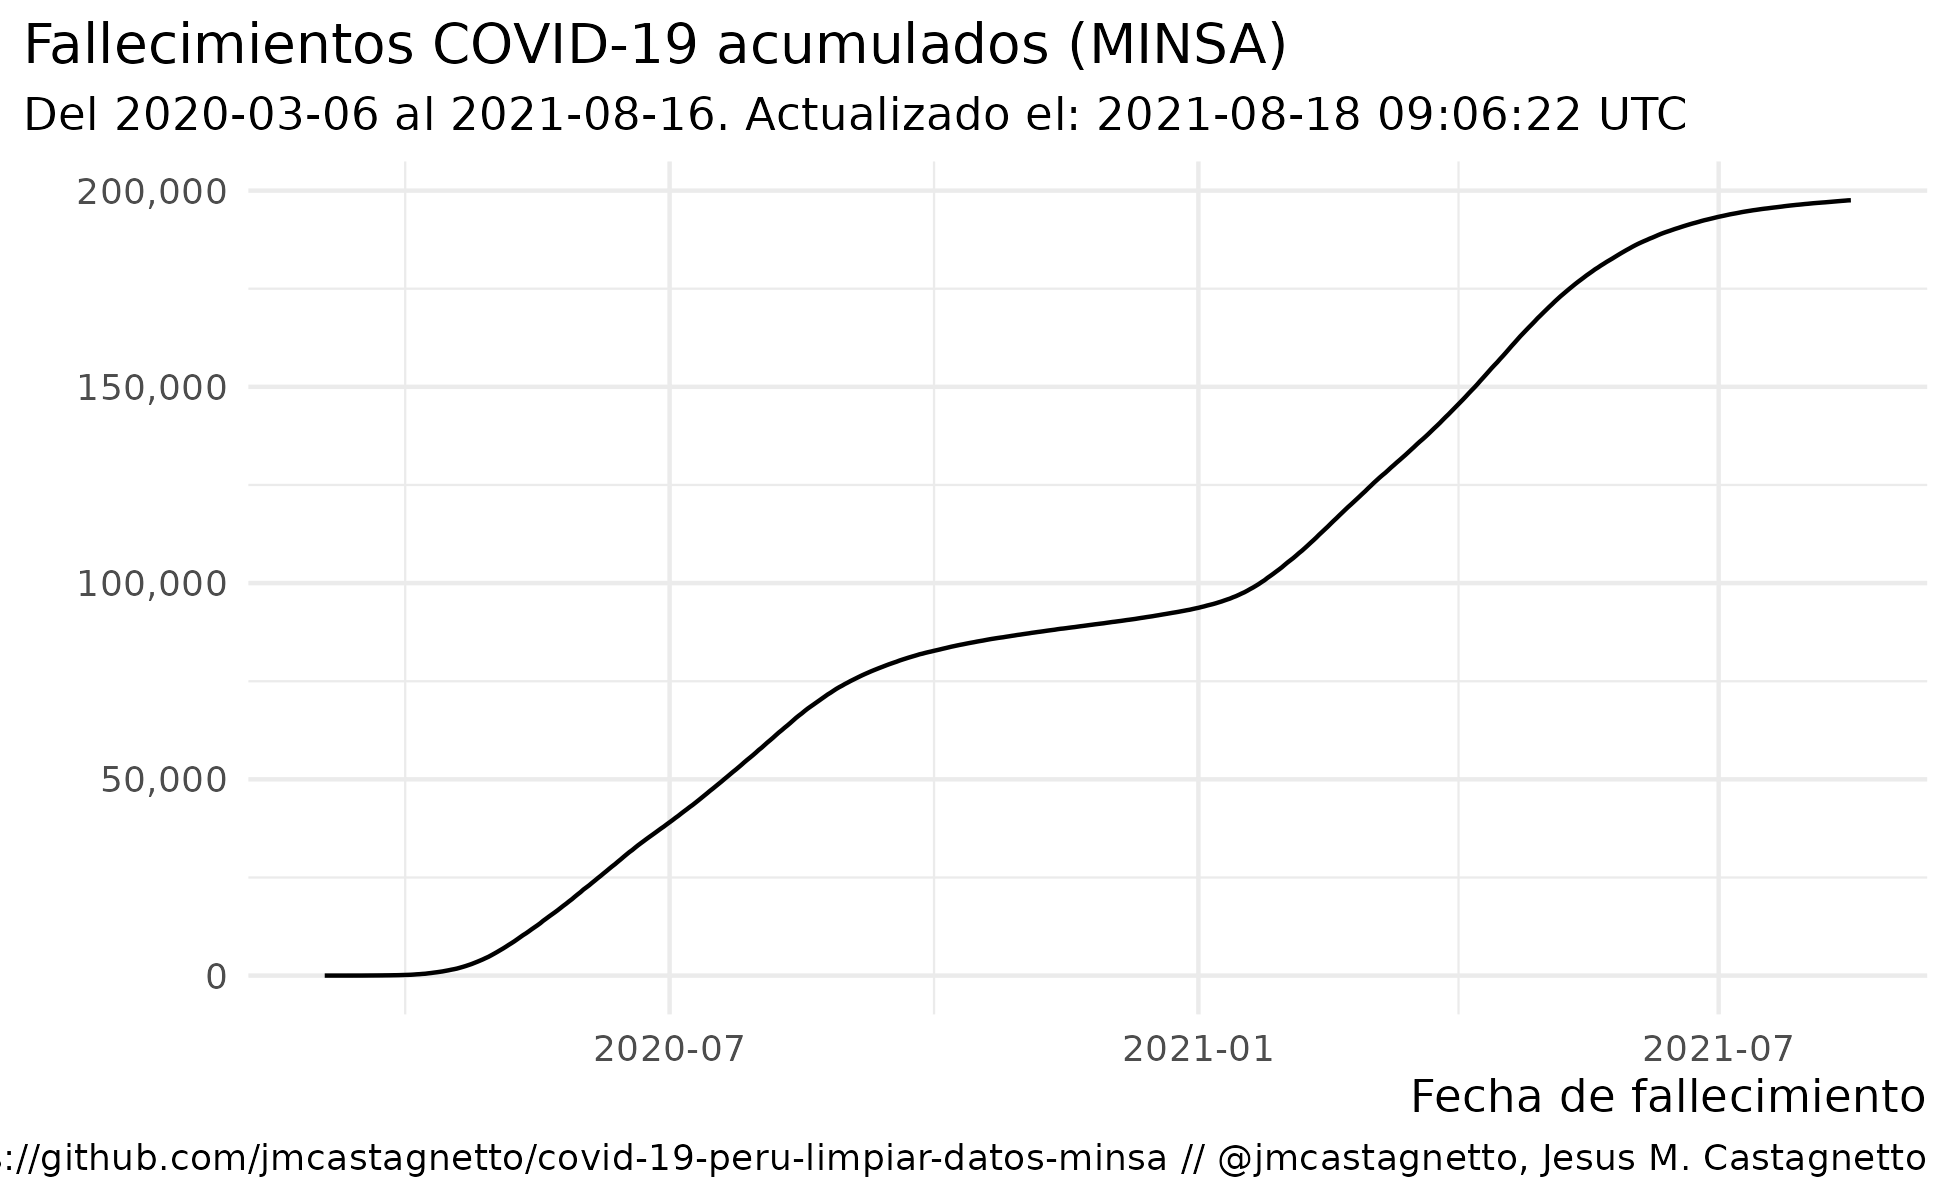 Fallecimientos COVID-19 acumulados (MINSA)
Del 2020-03-06 al 2021-08-16. Actualizado el: 2021-08-18 09:06:22 UTC
200,000
150,000
100,000
50,000
0
2020-07 2021-01 2021-07
Fecha de fallecimiento
://github.com/jmcastagnetto/covid-19-peru-limpiar-datos-minsa // @jmcastagnetto, Jesus M. Castagnetto